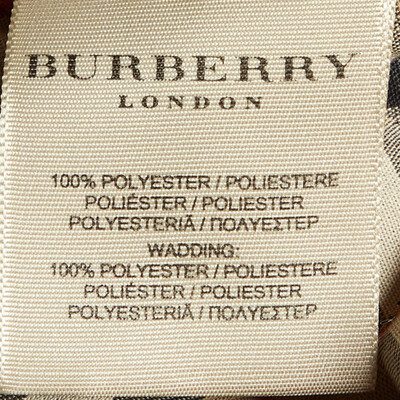 BURBERRY
LONDON
100% POLYESTER / POLIESTERE
POLIÉSTER / POLIESTER
POLYESTERIÄ / ΠΟΛΥΕΣΤΕΡ
WADDING:
100% POLYESTER / POLIESTERE
POLIÉSTER / POLIESTER
POLYESTERIÄ / ΠΟΛΥΕΣΤΕΡ